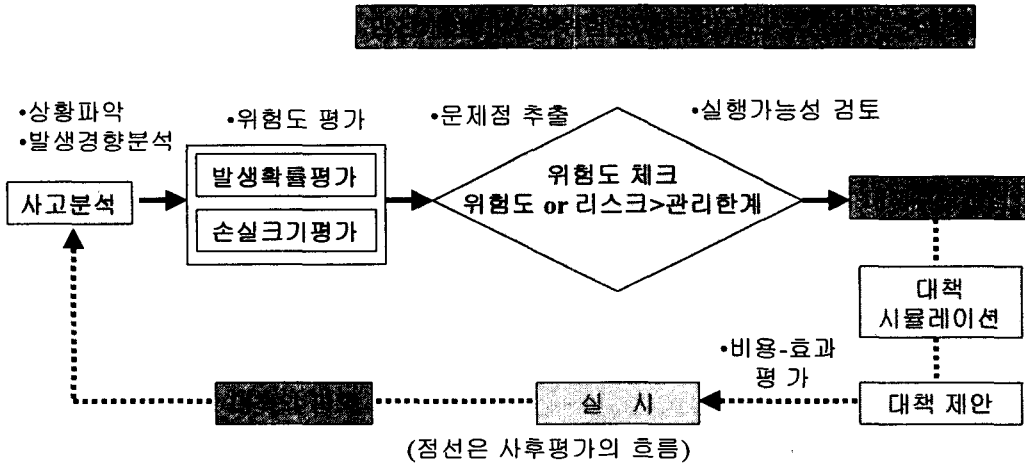 •상황파악
•발생경향분석
•위험도 평가
•문제점 추출
•실행가능성 검토
사고분석
발생확률평가
손실크기평가
위험도 체크
위험도 or 리스크>관리한계
대책
시뮬레이션
•비용-효과
평 가
대책 제안
실 시
(점선은 사후평가의 흐름)